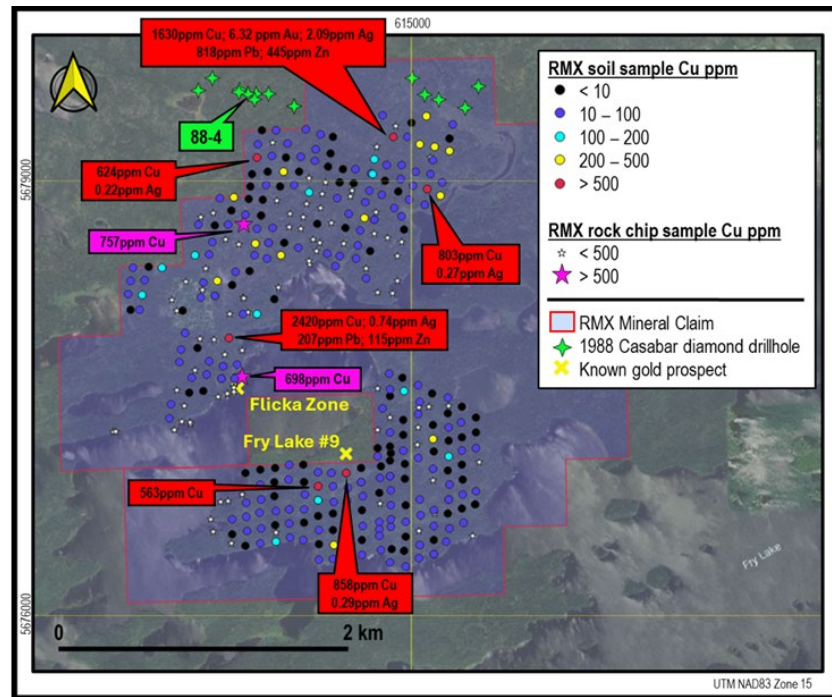 615000
1630ppm Cu; 6.32 ppm Au; 2.09ppm Ag
818ppm Pb; 445ppm Zn
RMX soil sample Cu ppm
< 10
10 – 100
100 – 200
200 – 500
> 500
RMX rock chip sample Cu ppm
< 500
> 500
RMX Mineral Claim
1988 Casabar diamond drillhole
Known gold prospect
88-4
5679000
624ppm Cu
0.22ppm Ag
757ppm Cu
803ppm Cu
0.27ppm Ag
2420ppm Cu; 0.74ppm Ag
207ppm Pb; 115ppm Zn
698ppm Cu
Flicka Zone
Fry Lake #9
563ppm Cu
858ppm Cu
0.29ppm Ag
Fry Lake
5676000
0 2 km
UTM NAD83 Zone 15